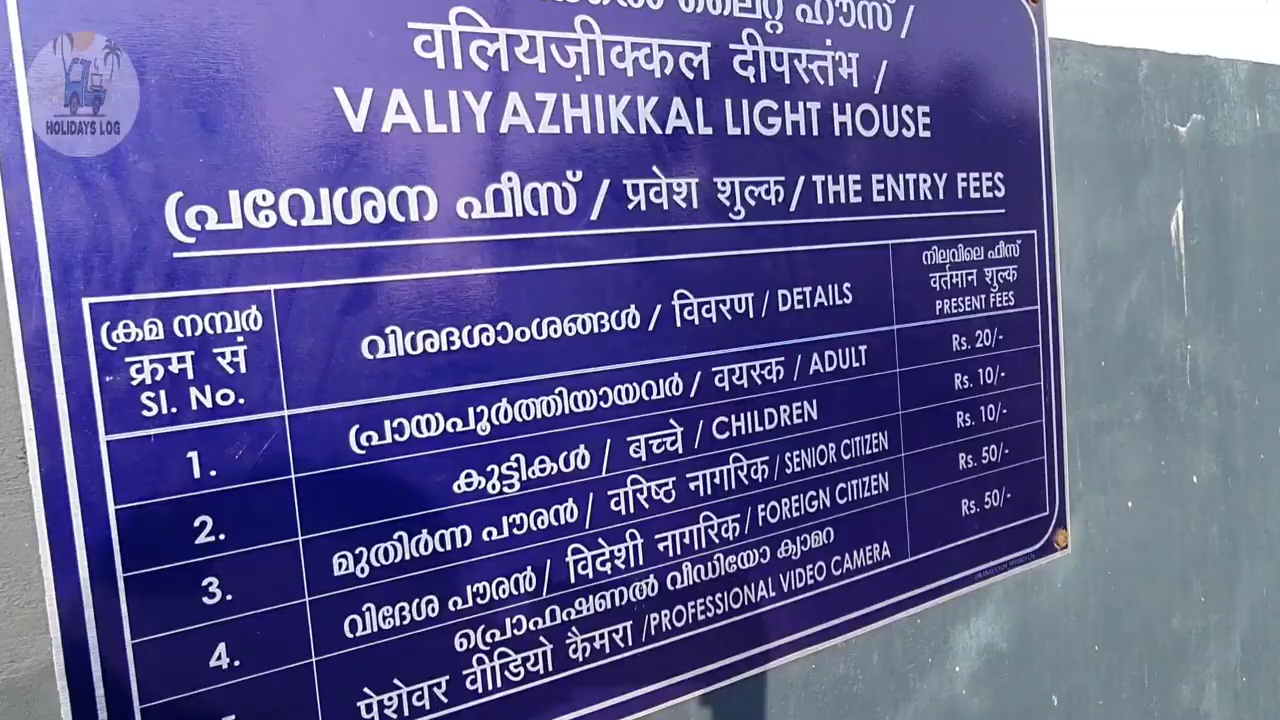 HOLIDAYS LOG
ലൈറ്റ് ഹൗസ് /
വലിയഴീക്കൽ दीपस्तंभ /
VALIYAZHIKKAL LIGHT HOUSE
പ്രവേശന ഫീസ് / प्रवेश शुल्क / THE ENTRY FEES
ക്രമ നമ്പർ
क्रम सं
Sl. No.
വിശദശാംശങ്ങൾ / विवरण / DETAILS
നിലവിലെ ഫീസ്
वर्तमान शुल्क
PRESENT FEES
1. പ്രായപൂർത്തിയായവർ / वयस्क / ADULT Rs. 20/-
2. കുട്ടികൾ / बच्चे / CHILDREN Rs. 10/-
3. മുതിർന്ന പൗരൻ / वरिष्ठ नागरिक / SENIOR CITIZEN Rs. 10/-
4. വിദേശ പൗരൻ / विदेशी नागरिक / FOREIGN CITIZEN Rs. 50/-
പ്രൊഫഷണൽ വീഡിയോ ക്യാമറ
पेशेवर वीडियो कैमरा /PROFESSIONAL VIDEO CAMERA Rs. 50/-